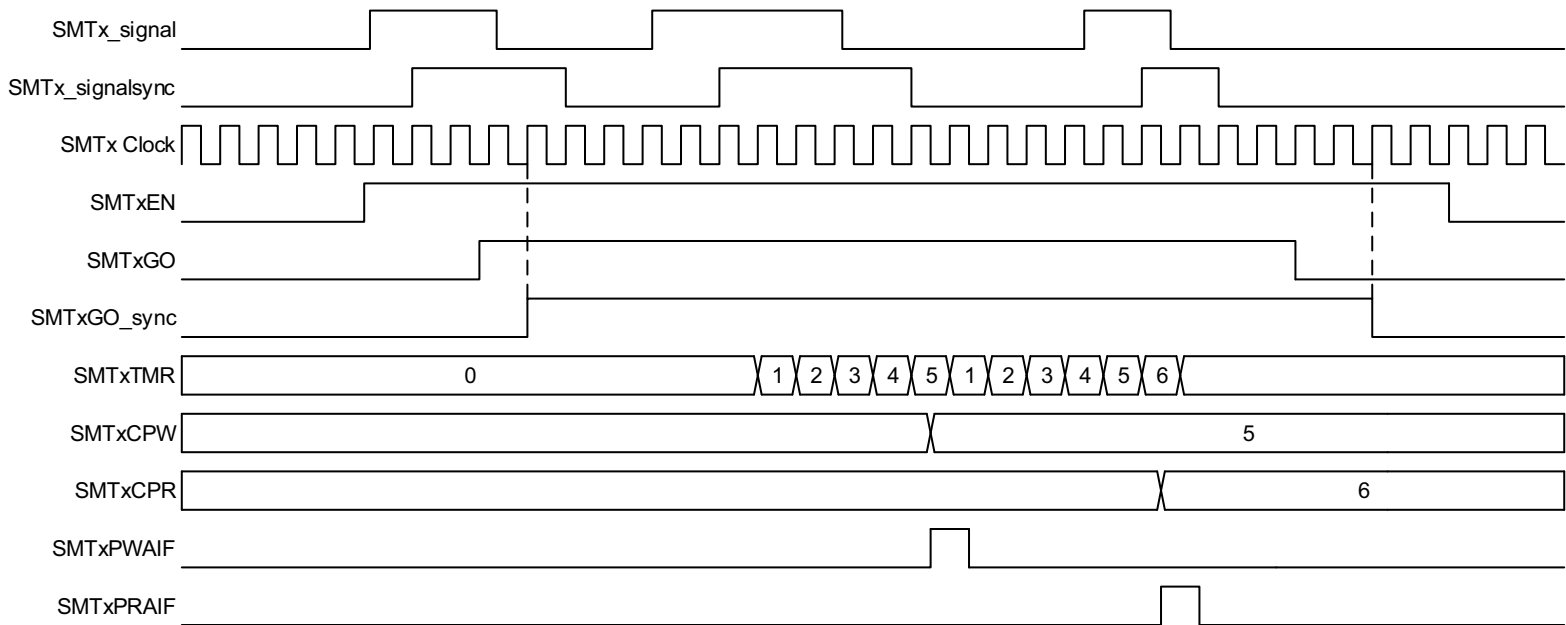 SMTx_signal
SMTx_signalsync
SMTx Clock
SMTxEN
SMTxGO
SMTxGO_sync
SMTxTMR 0 1 2 3 4 5 1 2 3 4 5 6
SMTxCPW 5
SMTxCPR 6
SMTxPWAIF
SMTxPRAIF